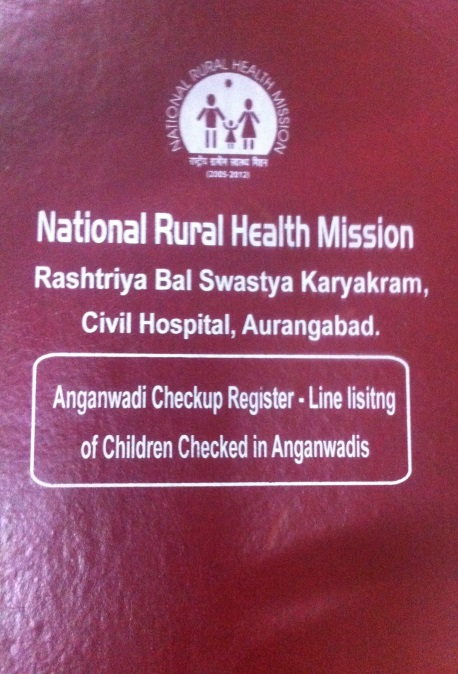 NATIONAL RURAL HEALTH MISSION
राष्ट्रीय ग्रामीण स्वास्थ्य मिशन
(2005-2012)
National Rural Health Mission
Rashtriya Bal Swastya Karyakram,
Civil Hospital, Aurangabad.
Anganwadi Checkup Register - Line lisitng
of Children Checked in Anganwadis